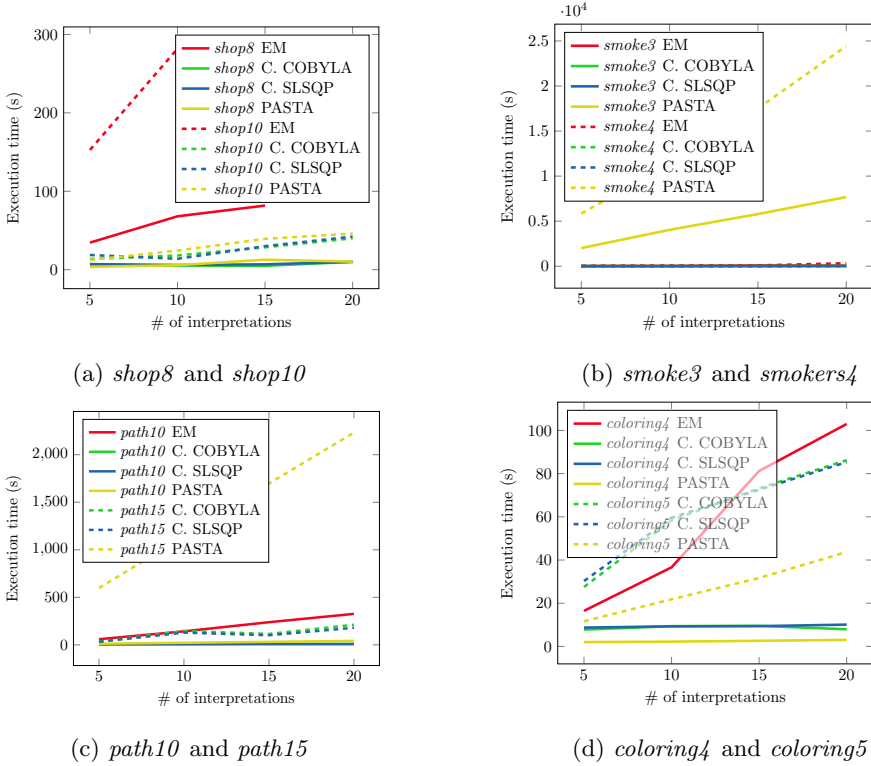 300
200
100
0
5
10
15
20
Execution time (s)
# of interpretations
shop8 EM
shop8 C. COBYLA
shop8 C. SLSQP
shop8 PASTA
shop10 EM
shop10 C. COBYLA
shop10 C. SLSQP
shop10 PASTA
(a) shop8 and shop10
·10⁴
2.5
2
1.5
1
0.5
0
5
10
15
20
Execution time (s)
# of interpretations
smoke3 EM
smoke3 C. COBYLA
smoke3 C. SLSQP
smoke3 PASTA
smoke4 EM
smoke4 C. COBYLA
smoke4 C. SLSQP
smoke4 PASTA
(b) smoke3 and smokers4
2,000
1,500
1,000
500
0
5
10
15
20
Execution time (s)
# of interpretations
path10 EM
path10 C. COBYLA
path10 C. SLSQP
path10 PASTA
path15 C. COBYLA
path15 C. SLSQP
path15 PASTA
(c) path10 and path15
100
80
60
40
20
0
5
10
15
20
Execution time (s)
# of interpretations
coloring4 EM
coloring4 C. COBYLA
coloring4 C. SLSQP
coloring4 PASTA
coloring5 C. COBYLA
coloring5 C. SLSQP
coloring5 PASTA
(d) coloring4 and coloring5